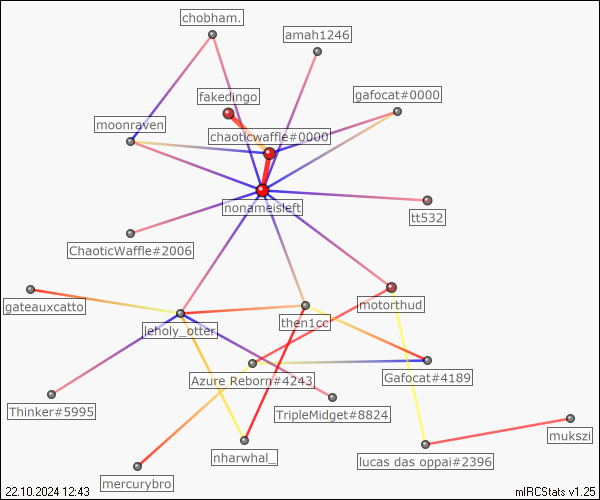 chobham.
amah1246
fakedingo
gafocat#0000
moonraven
chaoticwaffle#0000
nonameisleft
tt532
ChaoticWaffle#2006
gateauxcatto
motorthud
then1cc
leholy_otter
Azure Reborn#4243
Gafocat#4189
Thinker#5995
TripleMidget#8824
mukszi
nharwhal_
lucas das oppai#2396
mercurybro
22.10.2024 12:43
mIRCStats v1.25